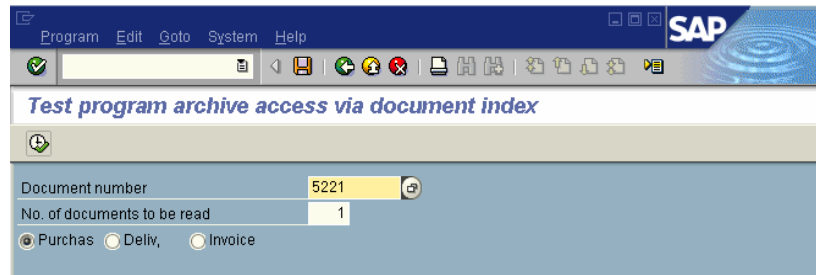 Program Edit Goto System Help
SAP
Test program archive access via document index
Document number 5221
No. of documents to be read 1
Purchas Deliv, Invoice